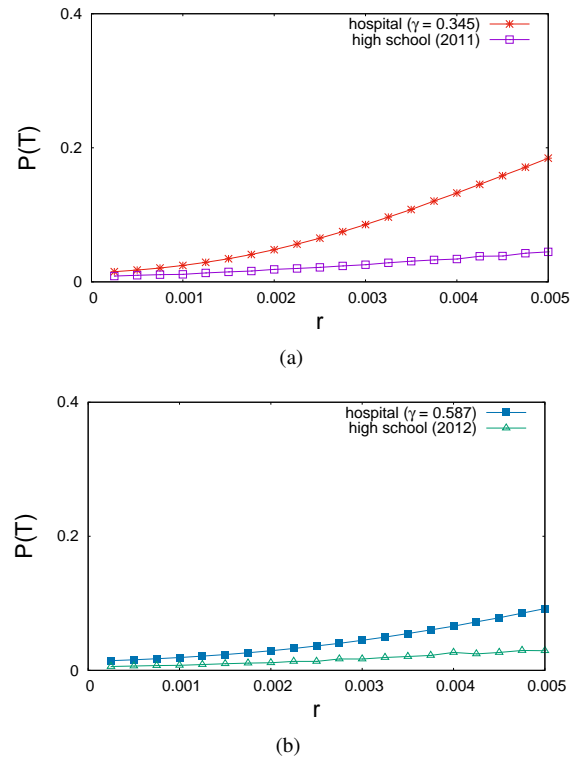 0.4
hospital (γ = 0.345)
high school (2011)
P(T)
0.2
0
0 0.001 0.002 0.003 0.004 0.005
r
(a)
0.4
hospital (γ = 0.587)
high school (2012)
P(T)
0.2
0
0 0.001 0.002 0.003 0.004 0.005
r
(b)